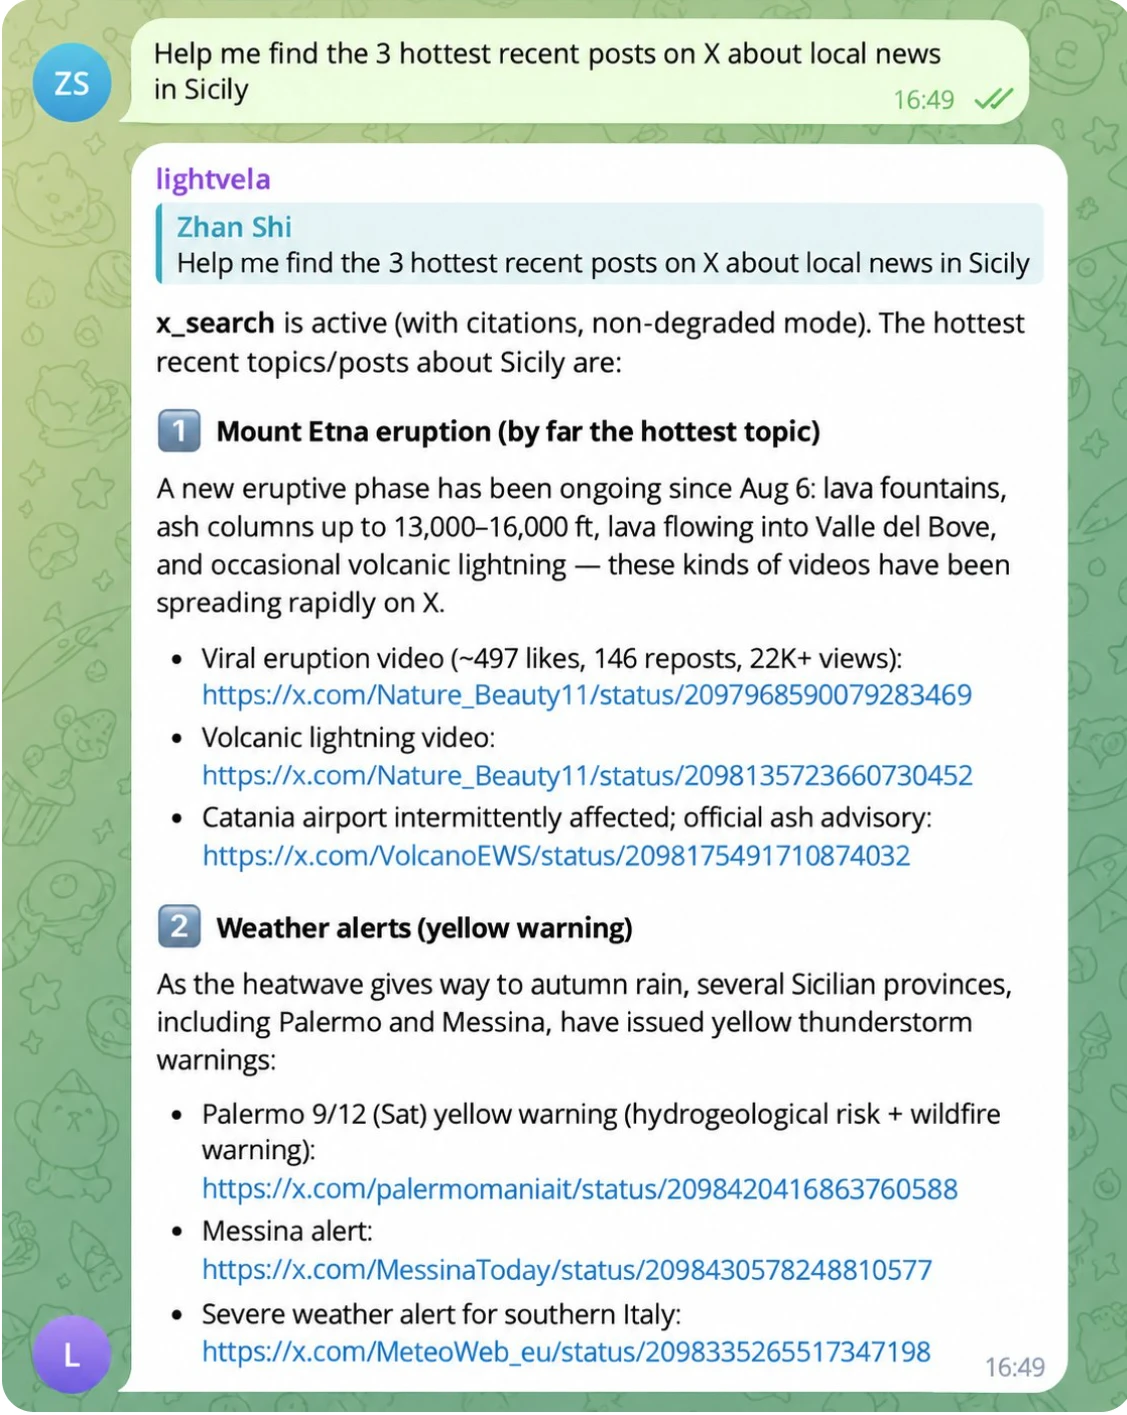 Help me find the 3 hottest recent posts on X about local news
in Sicily
ZS
16:49
lightvela
Zhan Shi
Help me find the 3 hottest recent posts on X about local news in Sicily
x_search is active (with citations, non-degraded mode). The hottest
recent topics/posts about Sicily are:
1 Mount Etna eruption (by far the hottest topic)
A new eruptive phase has been ongoing since Aug 6: lava fountains,
ash columns up to 13,000–16,000 ft, lava flowing into Valle del Bove,
and occasional volcanic lightning — these kinds of videos have been
spreading rapidly on X.
• Viral eruption video (~497 likes, 146 reposts, 22K+ views):
https://x.com/Nature_Beauty11/status/2097968590079283469
• Volcanic lightning video:
https://x.com/Nature_Beauty11/status/2098135723660730452
• Catania airport intermittently affected; official ash advisory:
https://x.com/VolcanoEWS/status/2098175491710874032
2 Weather alerts (yellow warning)
As the heatwave gives way to autumn rain, several Sicilian provinces,
including Palermo and Messina, have issued yellow thunderstorm
warnings:
• Palermo 9/12 (Sat) yellow warning (hydrogeological risk + wildfire
warning):
https://x.com/palermomaniait/status/2098420416863760588
• Messina alert:
https://x.com/MessinaToday/status/2098430578248810577
• Severe weather alert for southern Italy:
https://x.com/MeteoWeb_eu/status/2098335265517347198
L
16:49